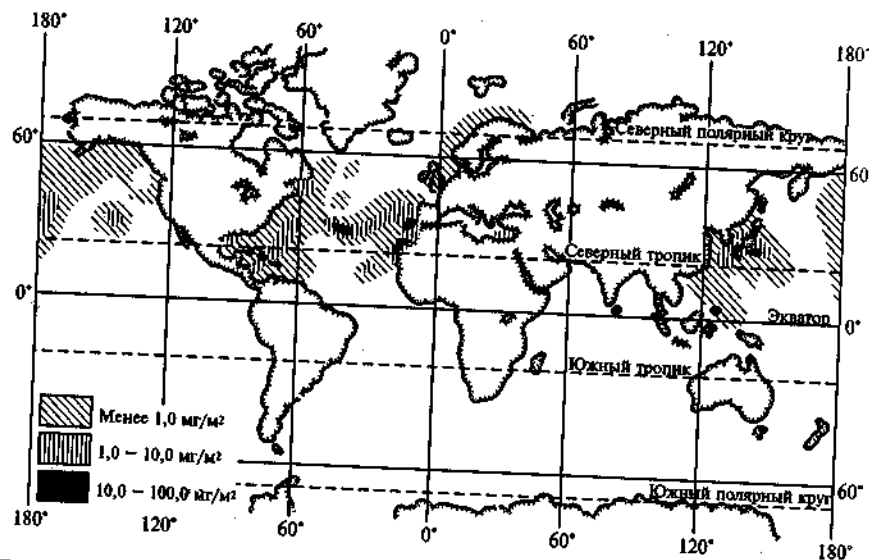 180° 120° 60° 0° 60° 120° 180°
Северный полярный круг
60° 60°
Северный тропик
0° Экватор 0°
Южный тропик
Менее 1,0 мг/м²
1,0 – 10,0 мг/м²
10,0 – 100,0 мг/м²
Южный полярный круг 60°
180° 120° 60° 0° 60° 120° 180°